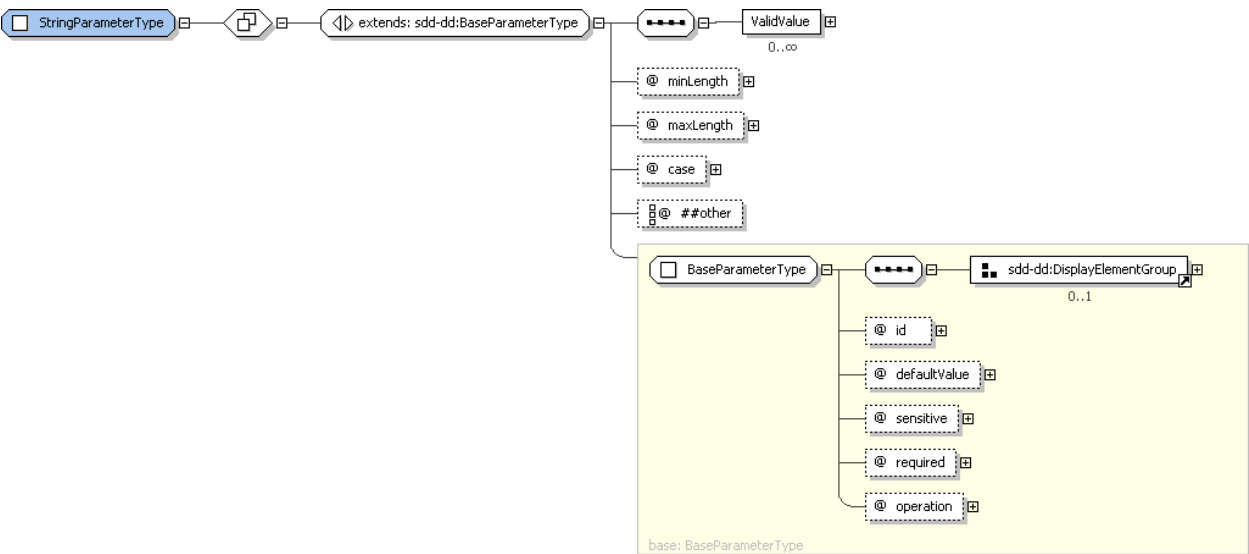 StringParameterType
extends: sdd-dd:BaseParameterType
ValidValue
0..∞
@ minLength
@ maxLength
@ case
@ ##other
BaseParameterType
sdd-dd:DisplayElementGroup
0..1
@ id
@ defaultValue
@ sensitive
@ required
@ operation
base: BaseParameterType